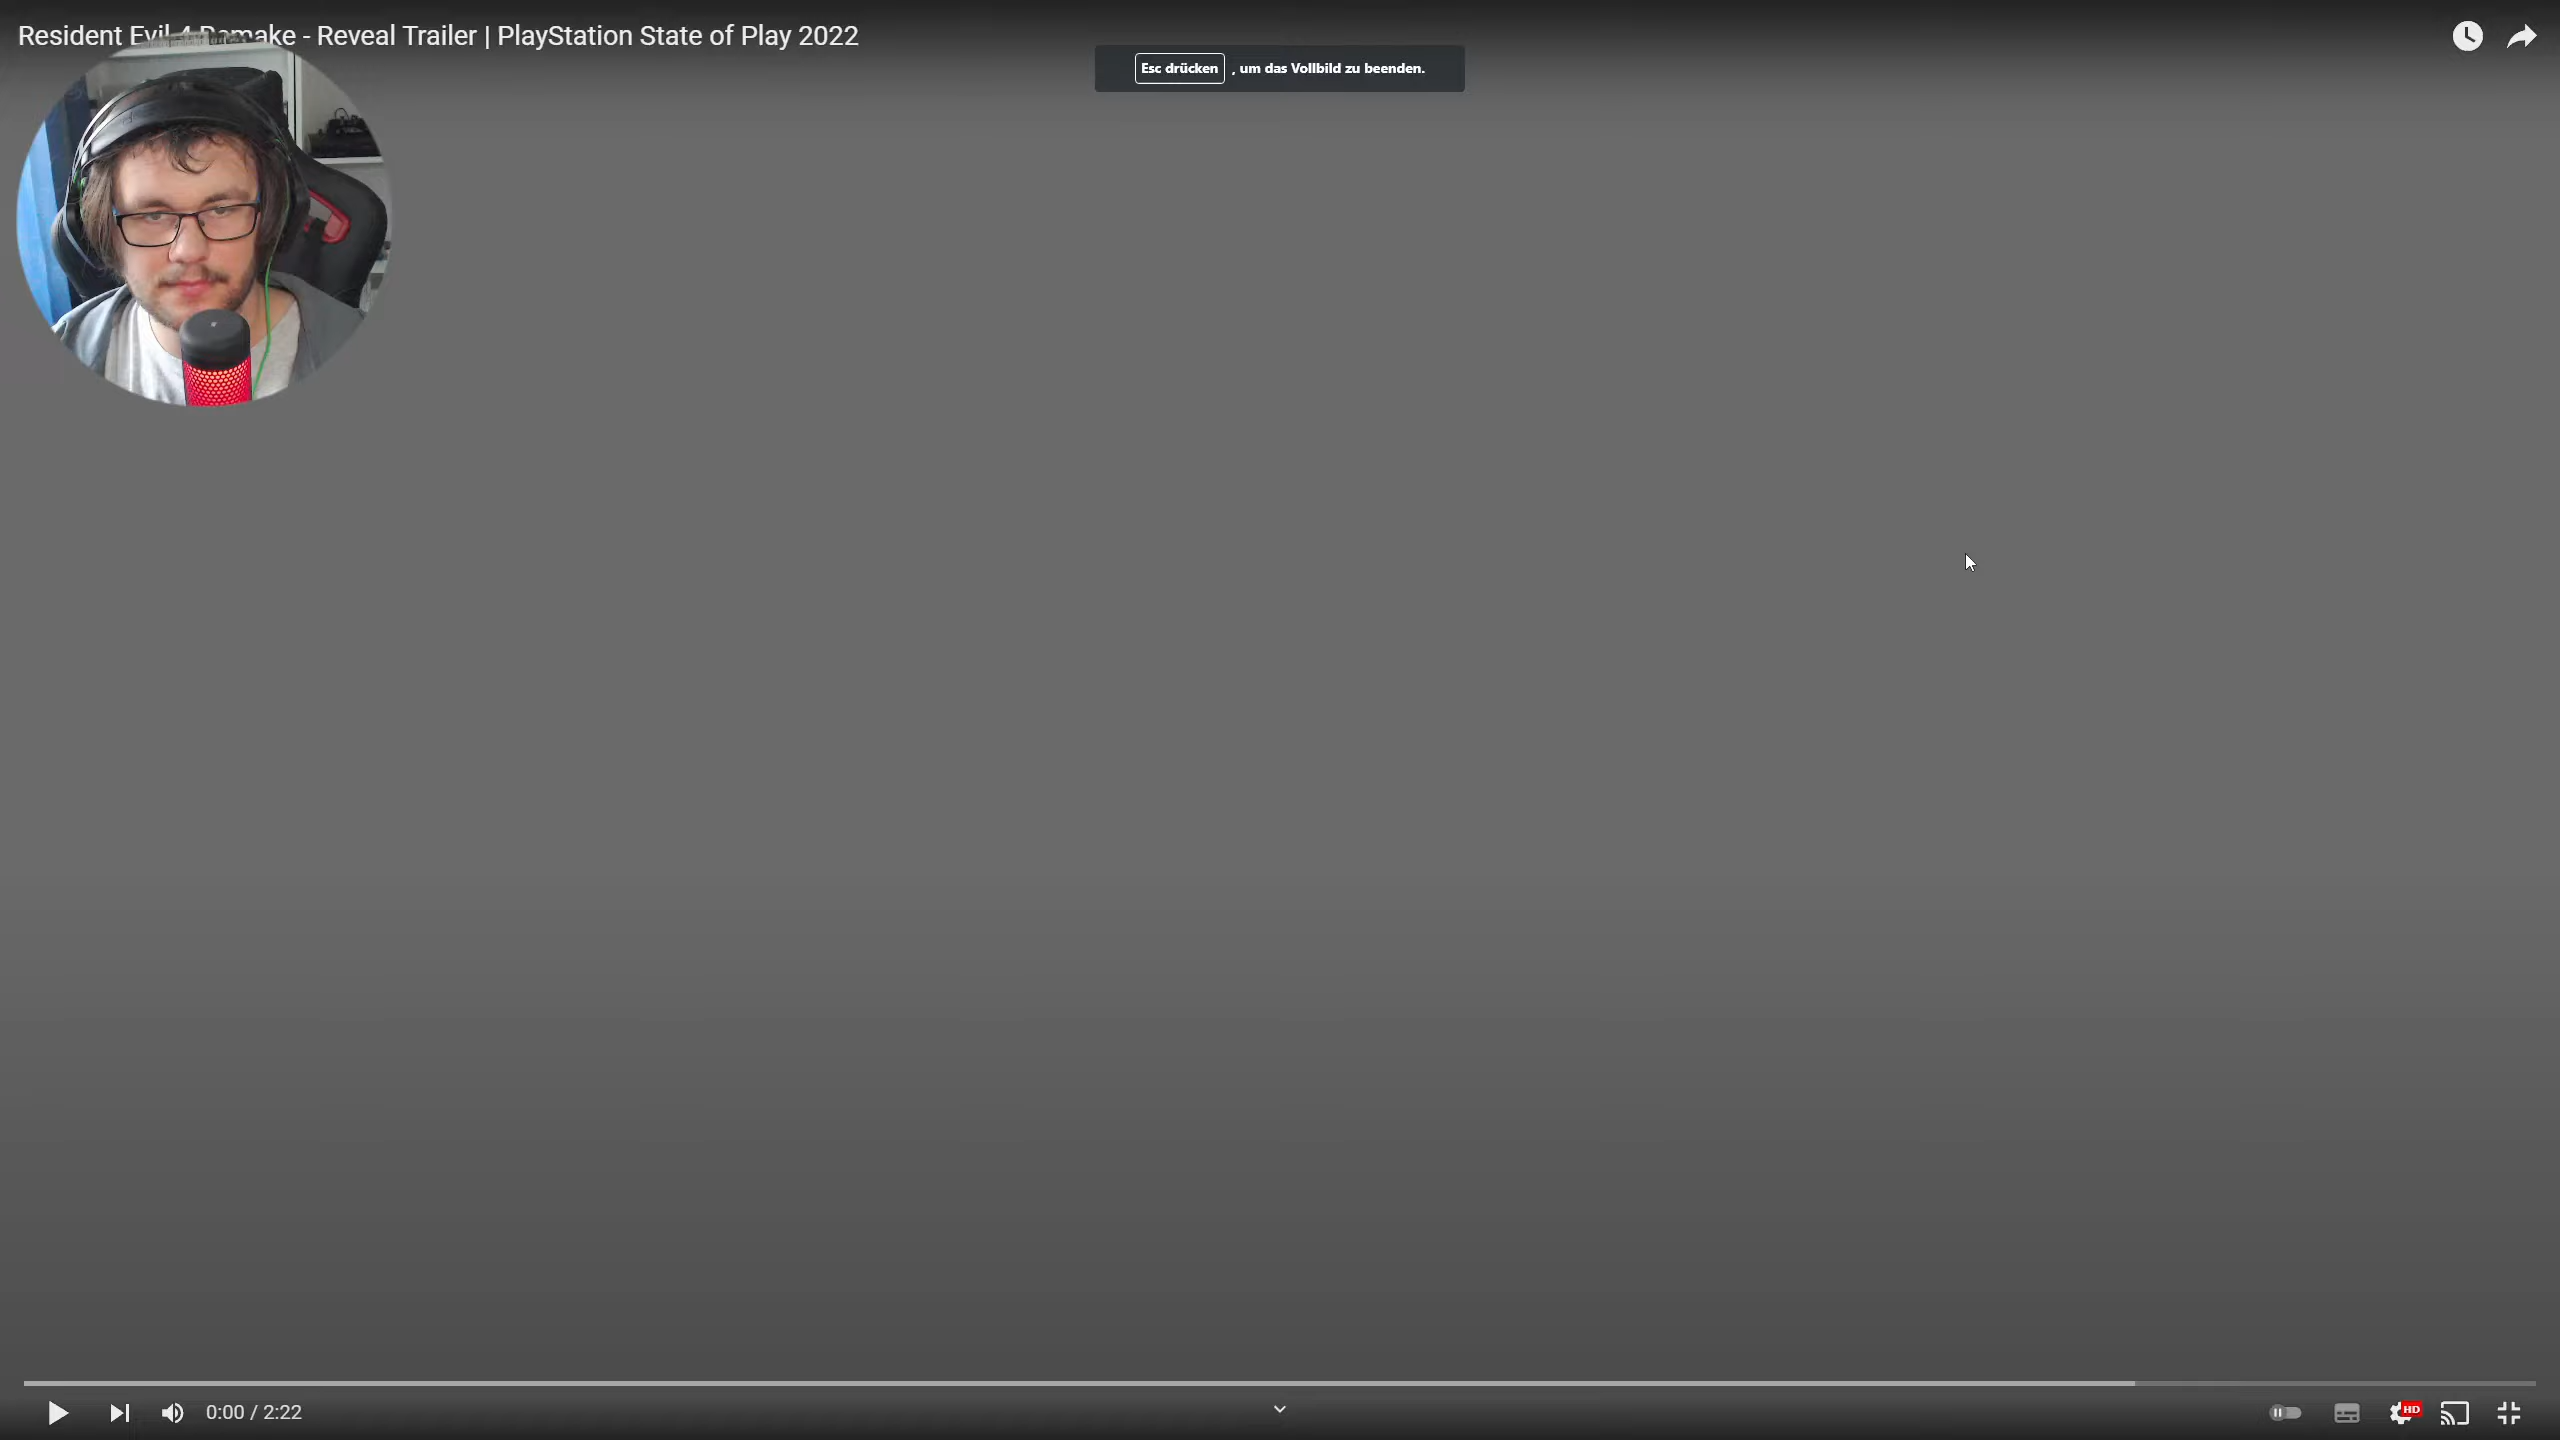 Resident Evil 4 Remake - Reveal Trailer | PlayStation State of Play 2022
Esc drücken , um das Vollbild zu beenden.
0:00 / 2:22
HD